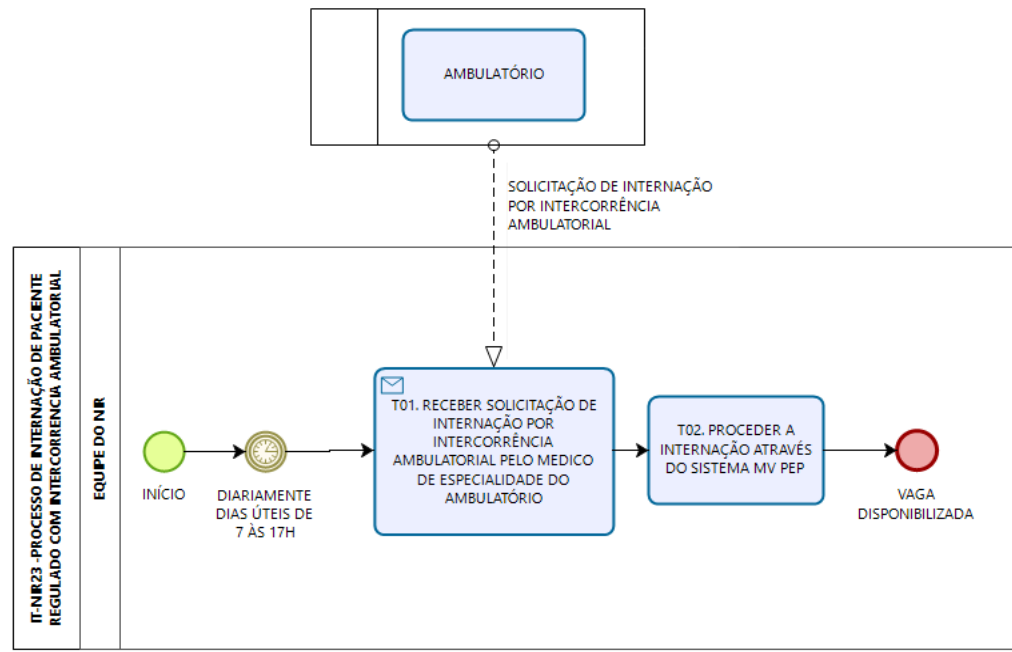 AMBULATÓRIO
SOLICITAÇÃO DE INTERNAÇÃO
POR INTERCORRÊNCIA
AMBULATORIAL
IT-NIR23 -PROCESSO DE INTERNAÇÃO DE PACIENTE
REGULADO COM INTERCORRENCIA AMBULATORIAL
EQUIPE DO NIR
INÍCIO
DIARIAMENTE
DIAS ÚTEIS DE
7 ÀS 17H
T01. RECEBER SOLICITAÇÃO DE
INTERNAÇÃO POR
INTERCORRÊNCIA
AMBULATORIAL PELO MEDICO
DE ESPECIALIDADE DO
AMBULATÓRIO
T02. PROCEDER A
INTERNAÇÃO ATRAVÉS
DO SISTEMA MV PEP
VAGA
DISPONIBILIZADA